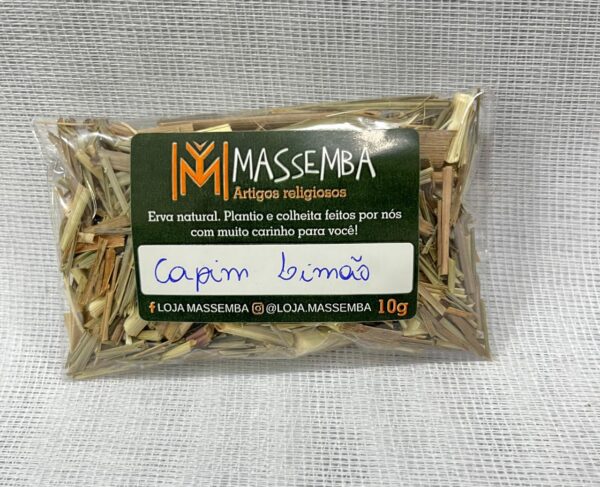 MASSEMBA
Artigos religiosos
Erva natural. Plantio e colheita feitos por nós
com muito carinho para você!
Capim Limão
LOJA MASSEMBA @LOJA.MASSEMBA 10g